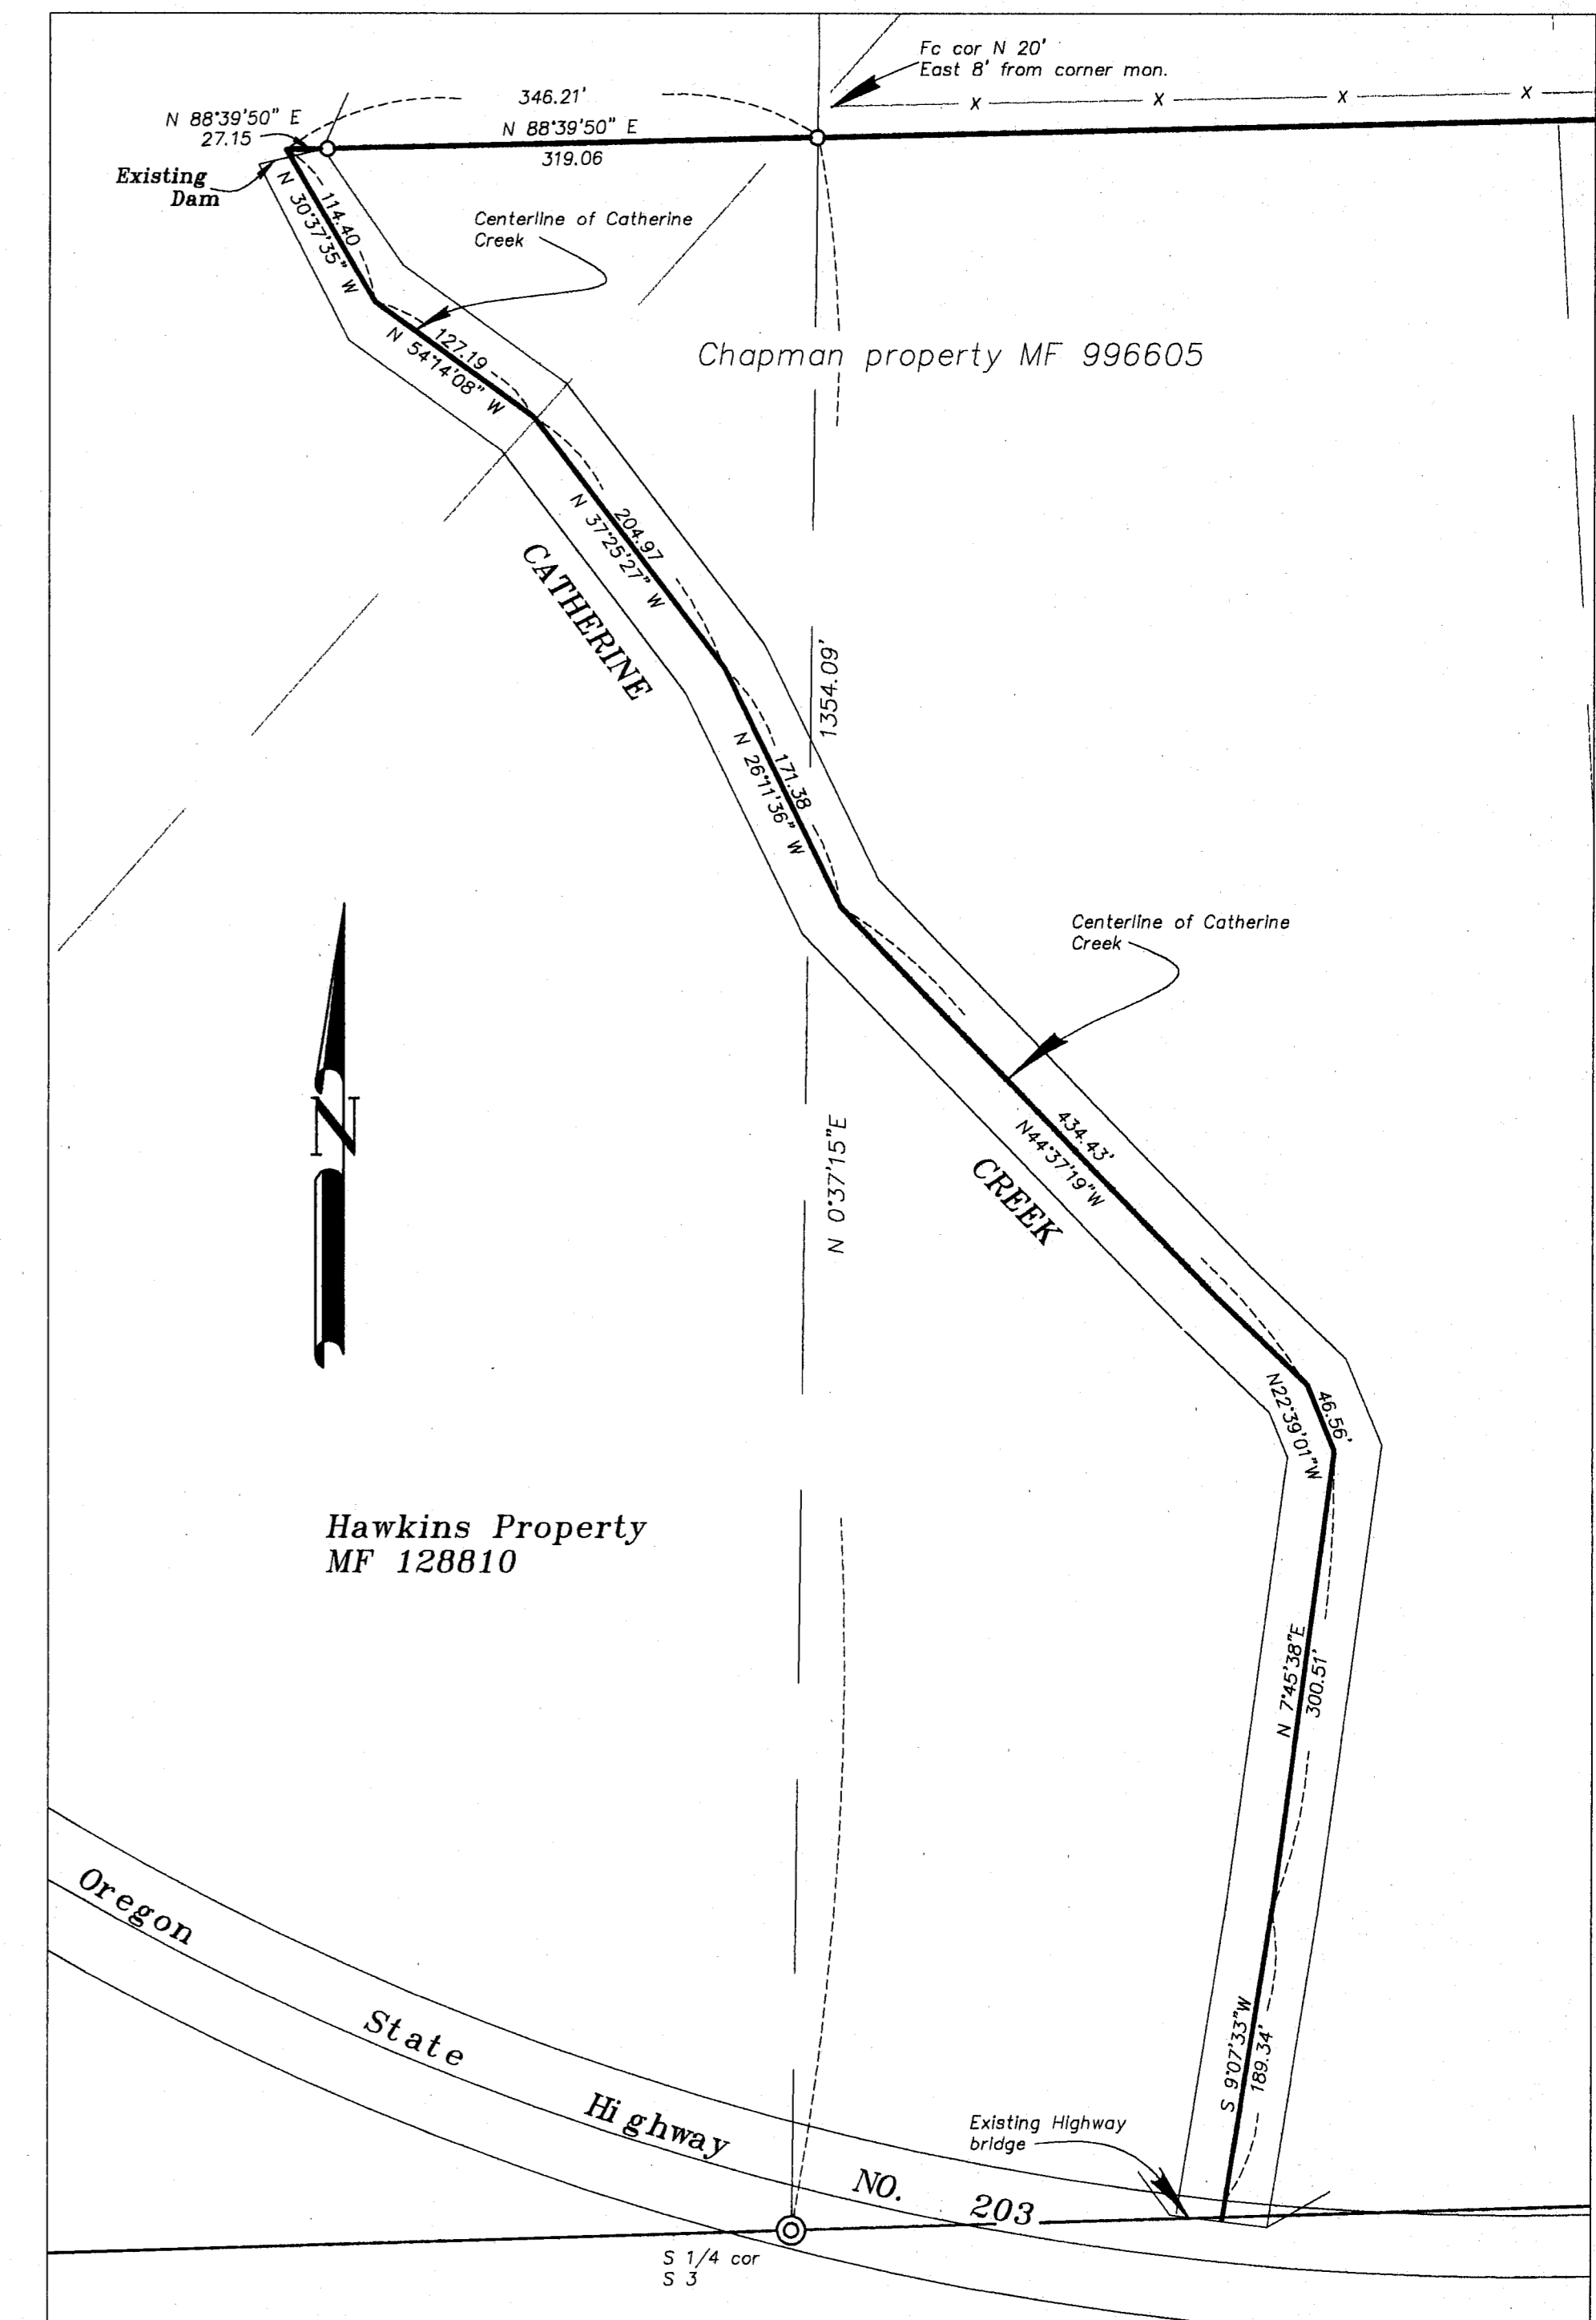 Fc cor N 20'
East 8' from corner mon.
x x x x
346.21'
N 88°39'50" E
27.15
N 88°39'50" E
319.06
Existing
Dam
114.40
N 30°37'35" W
Centerline of Catherine
Creek
127.19
N 54°14'08" W
Chapman property MF 996605
204.97
N 37°25'27" W
CATHERINE
1354.09'
171.38
N 26°11'36" W
Centerline of Catherine
Creek
N
N 0°37'15"E
434.43'
N44°37'19"W
CREEK
46.56'
N22°39'01"W
Hawkins Property
MF 128810
N 7°45'38"E
300.51'
S 9°07'33"W
189.34'
Oregon State Highway NO. 203
Existing Highway
bridge
S 1/4 cor
S 3